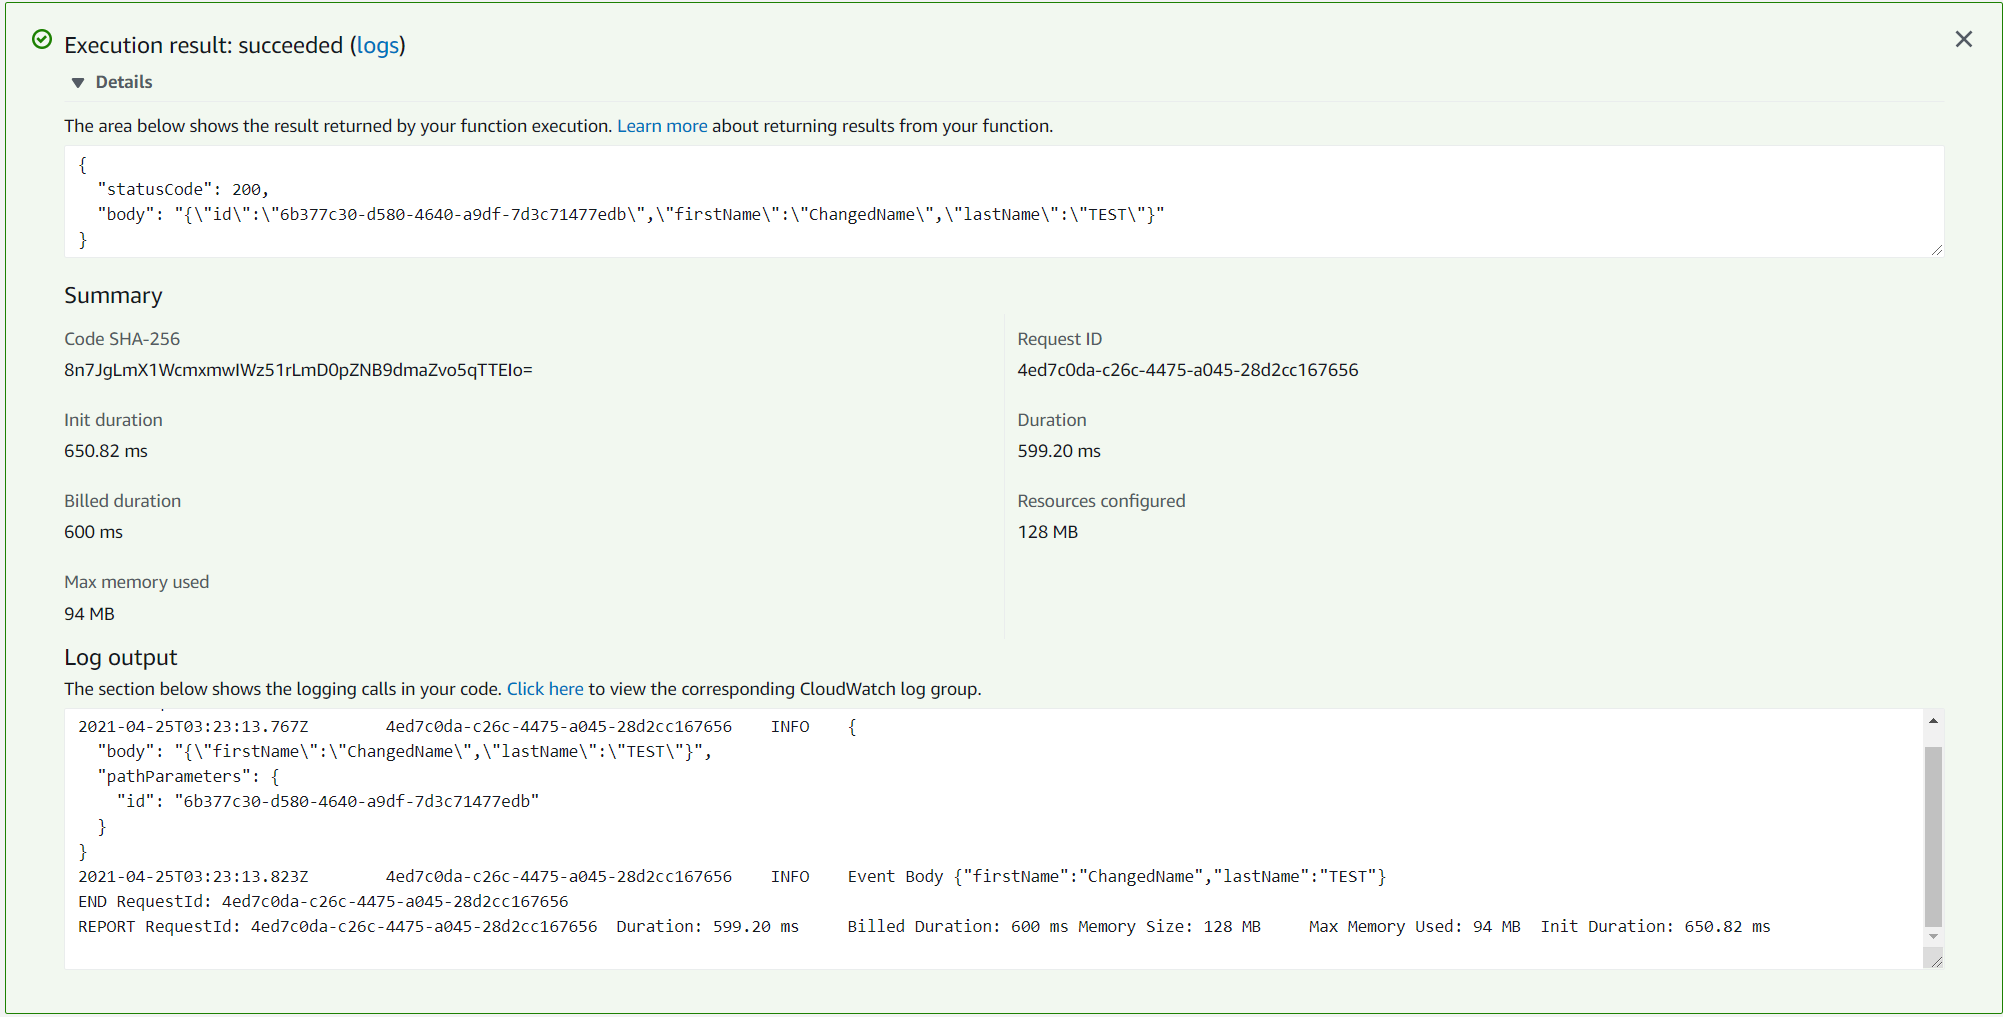 Execution result: succeeded (logs)
Details
The area below shows the result returned by your function execution. Learn more about returning results from your function.
{
  "statusCode": 200,
  "body": "{\"id\":\"6b377c30-d580-4640-a9df-7d3c71477edb\",\"firstName\":\"ChangedName\",\"lastName\":\"TEST\"}"
}
Summary
Code SHA-256
8n7JgLmX1WcmxmwIWz51rLmD0pZNB9dmaZvo5qTTEIo=
Request ID
4ed7c0da-c26c-4475-a045-28d2cc167656
Init duration
650.82 ms
Duration
599.20 ms
Billed duration
600 ms
Resources configured
128 MB
Max memory used
94 MB
Log output
The section below shows the logging calls in your code. Click here to view the corresponding CloudWatch log group.
2021-04-25T03:23:13.767Z	4ed7c0da-c26c-4475-a045-28d2cc167656	INFO	{
  "body": "{\"firstName\":\"ChangedName\",\"lastName\":\"TEST\"}",
  "pathParameters": {
    "id": "6b377c30-d580-4640-a9df-7d3c71477edb"
  }
}
2021-04-25T03:23:13.823Z	4ed7c0da-c26c-4475-a045-28d2cc167656	INFO	Event Body {"firstName":"ChangedName","lastName":"TEST"}
END RequestId: 4ed7c0da-c26c-4475-a045-28d2cc167656
REPORT RequestId: 4ed7c0da-c26c-4475-a045-28d2cc167656	Duration: 599.20 ms	Billed Duration: 600 ms	Memory Size: 128 MB	Max Memory Used: 94 MB	Init Duration: 650.82 ms